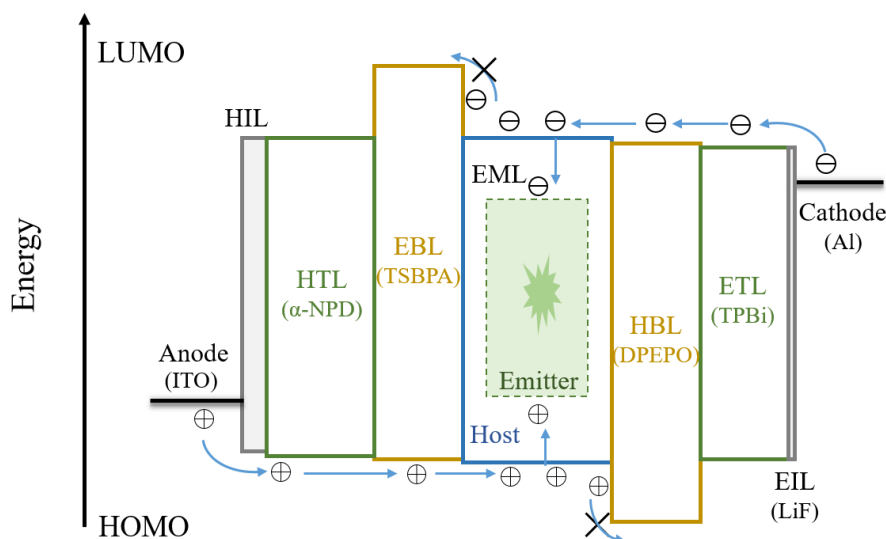 LUMO
HIL
EML
Cathode
(Al)
EBL
(TSBPA)
HTL
(α-NPD)
ETL
(TPBi)
HBL
(DPEPO)
Energy
Anode
(ITO)
Emitter
Host
EIL
(LiF)
HOMO